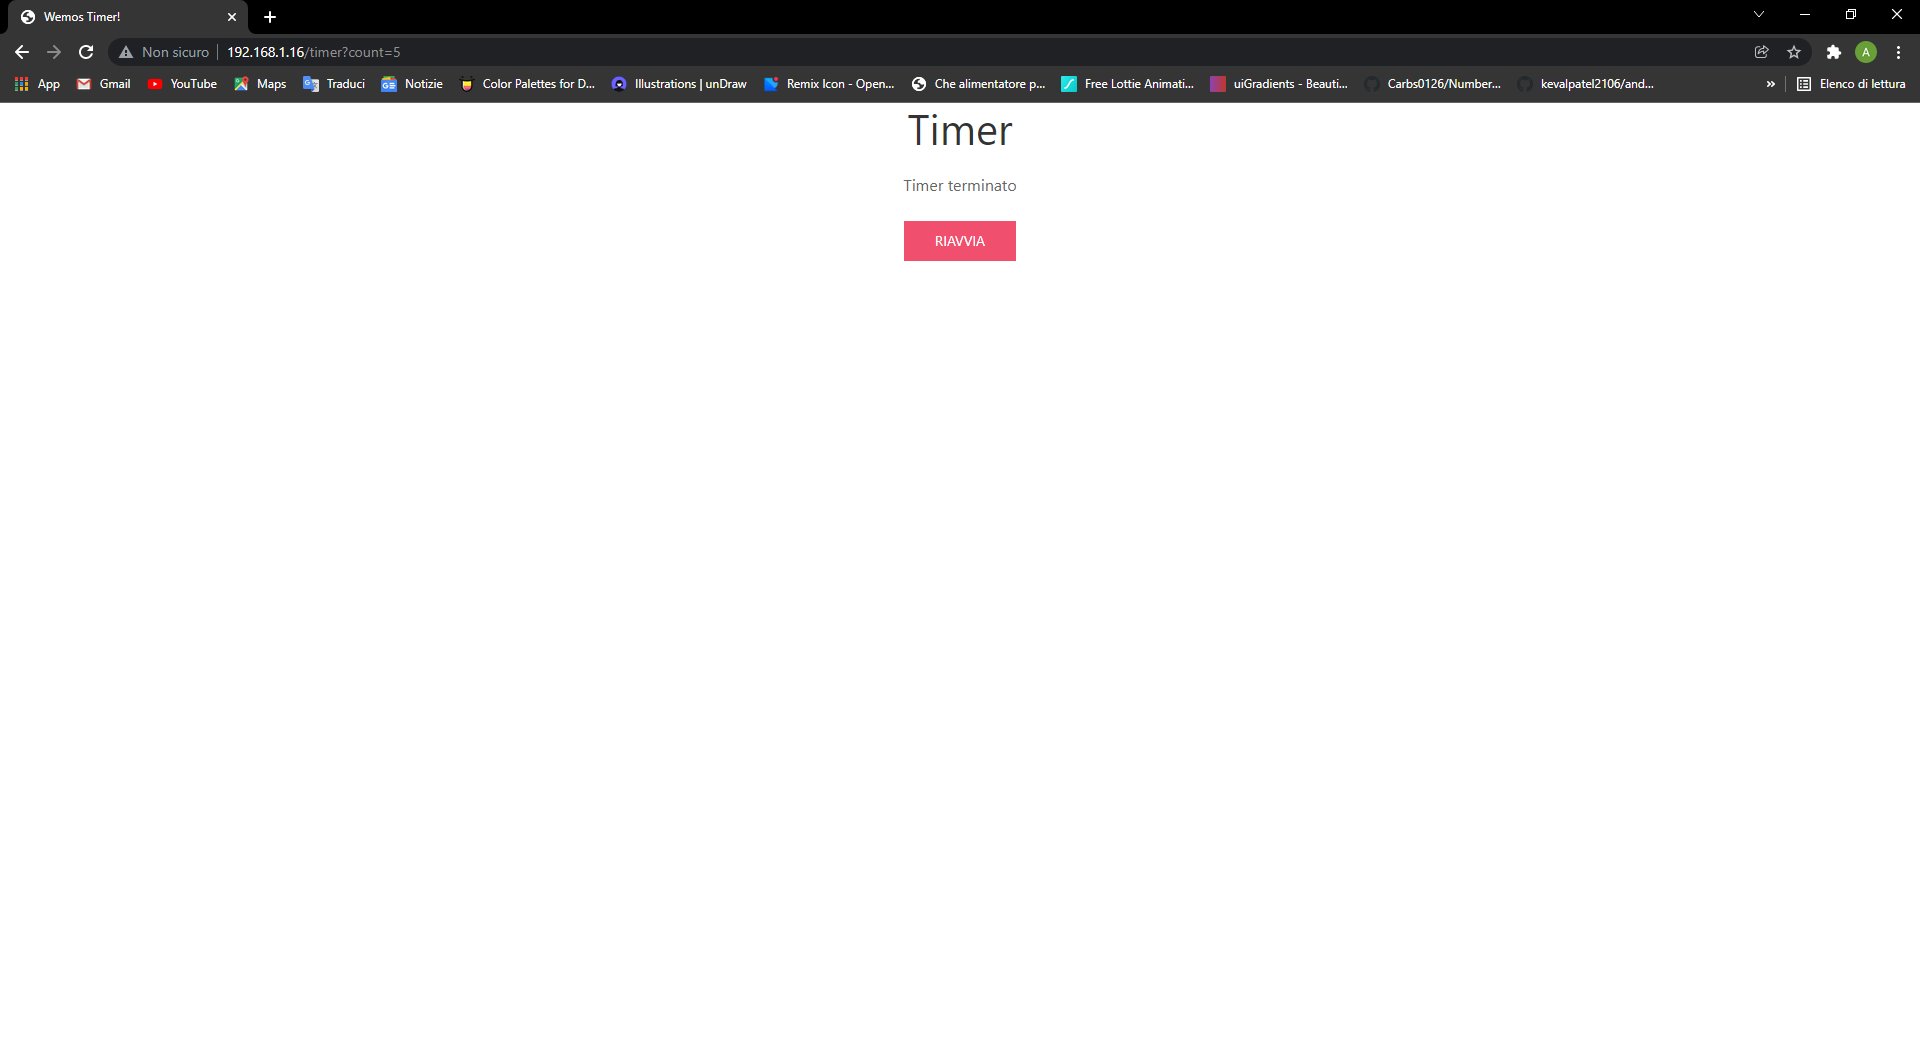 Wemos Timer!
Non sicuro 192.168.1.16/timer?count=5
A
App Gmail YouTube Maps Traduci Notizie Color Palettes for D... Illustrations | unDraw Remix Icon - Open... Che alimentatore p... Free Lottie Animati... uiGradients - Beauti... Carbs0126/Number... kevalpatel2106/and... » Elenco di lettura
Timer
Timer terminato
RIAVVIA